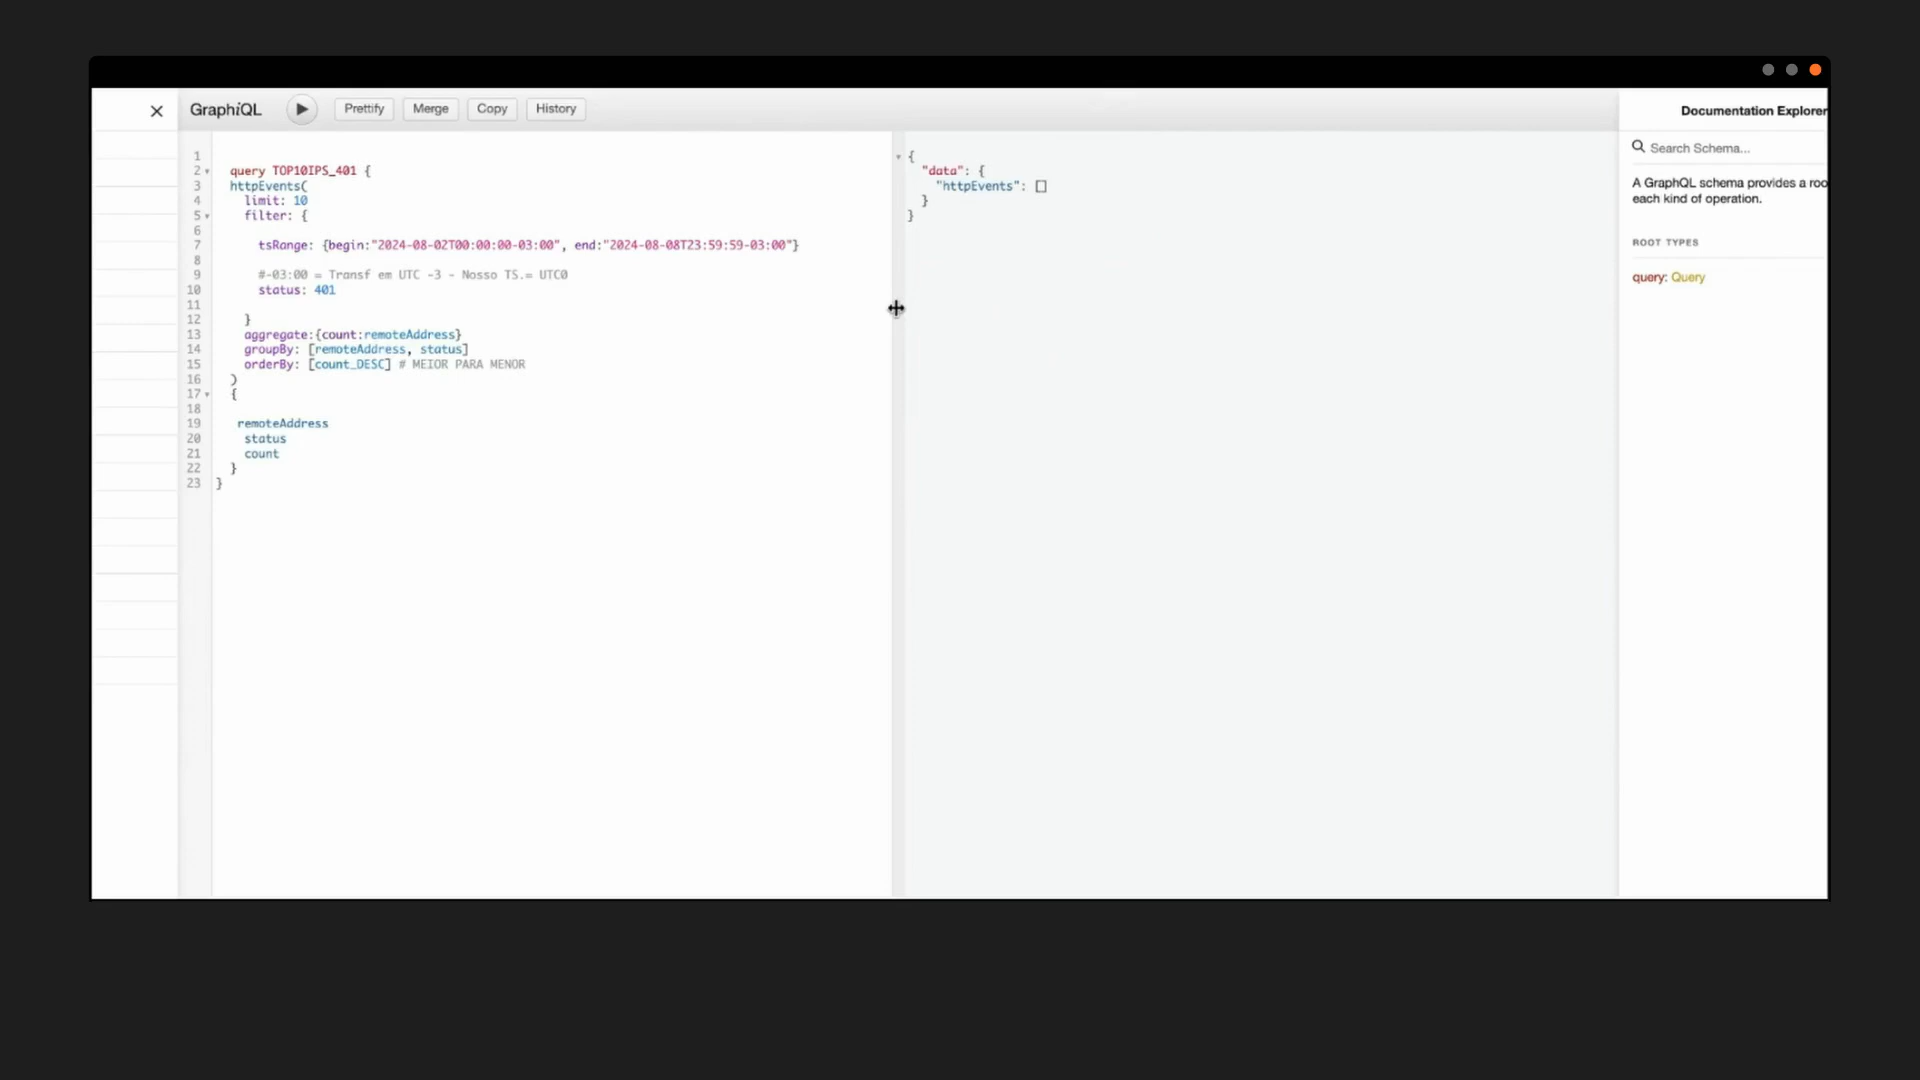 GraphiQL
Prettify
Merge
Copy
History
1
2 query TOP10IPS_401 {
3 httpEvents(
4 limit: 10
5 filter: {
6
7 tsRange: {begin:"2024-08-02T00:00:00-03:00", end:"2024-08-08T23:59:59-03:00"}
8
9 #-03:00 = Transf em UTC -3 - Nosso TS.= UTC0
10 status: 401
11
12 }
13 aggregate:{count:remoteAddress}
14 groupBy: [remoteAddress, status]
15 orderBy: [count_DESC] # MEIOR PARA MENOR
16 )
17 {
18
19 remoteAddress
20 status
21 count
22 }
23 }
{
"data": {
"httpEvents": []
}
}
Documentation Explorer
Search Schema...
A GraphQL schema provides a roo
each kind of operation.
ROOT TYPES
query: Query